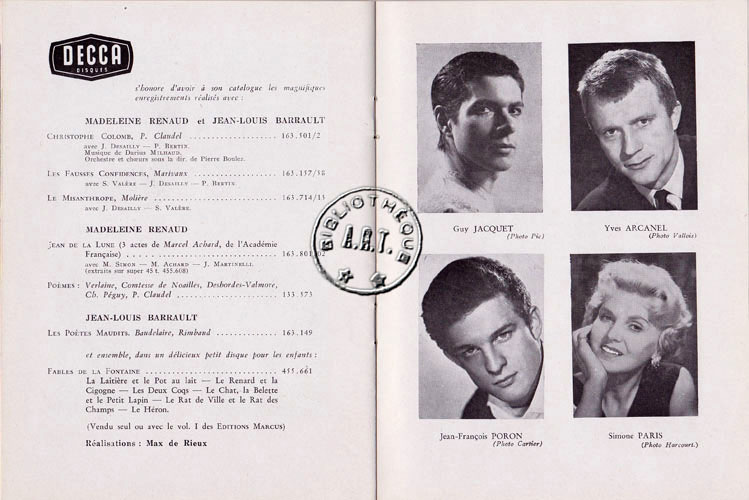 DECCA
DISQUES
s'honore d'avoir à son catalogue les magnifiques
enregistrements réalisés avec :
MADELEINE RENAUD et JEAN-LOUIS BARRAULT
CHRISTOPHE COLOMB, P. Claudel .................... 163.501/2
avec J. DESAILLY — P. BERTIN.
Musique de Darius MILHAUD.
Orchestre et chœurs sous la dir. de Pierre Boulez.
LES FAUSSES CONFIDENCES, Marivaux ................ 163.157/58
avec S. VALÈRE — J. DESAILLY — P. BERTIN
LE MISANTHROPE, Molière .......................... 163.714/15
avec J. DESAILLY — S. VALÈRE.
MADELEINE RENAUD
JEAN DE LA LUNE (3 actes de Marcel Achard, de l'Académie
Française) ....................................... 163.801/02
avec M. SIMON — M. ACHARD — J. MARTINELLI.
(extraits sur super 45 t. 455.608)
POÈMES : Verlaine, Comtesse de Noailles, Desbordes-Valmore,
Ch. Péguy, P. Claudel ............................ 133.573
JEAN-LOUIS BARRAULT
LES POÈTES MAUDITS. Baudelaire, Rimbaud .............. 163.149
et ensemble, dans un délicieux petit disque pour les enfants :
FABLES DE LA FONTAINE ............................ 455.661
La Laitière et le Pot au lait — Le Renard et la
Cigogne — Les Deux Coqs — Le Chat, la Belette
et le Petit Lapin — Le Rat de Ville et le Rat des
Champs — Le Héron.
(Vendu seul ou avec le vol. I des EDITIONS MARCUS)
Réalisations : Max de Rieux
BIBLIOTHÈQUE
A.R.T.
Guy JACQUET
(Photo Pic)
Yves ARCANEL
(Photo Vallois)
Jean-François PORON
(Photo Cartier)
Simone PARIS
(Photo Harcourt.)